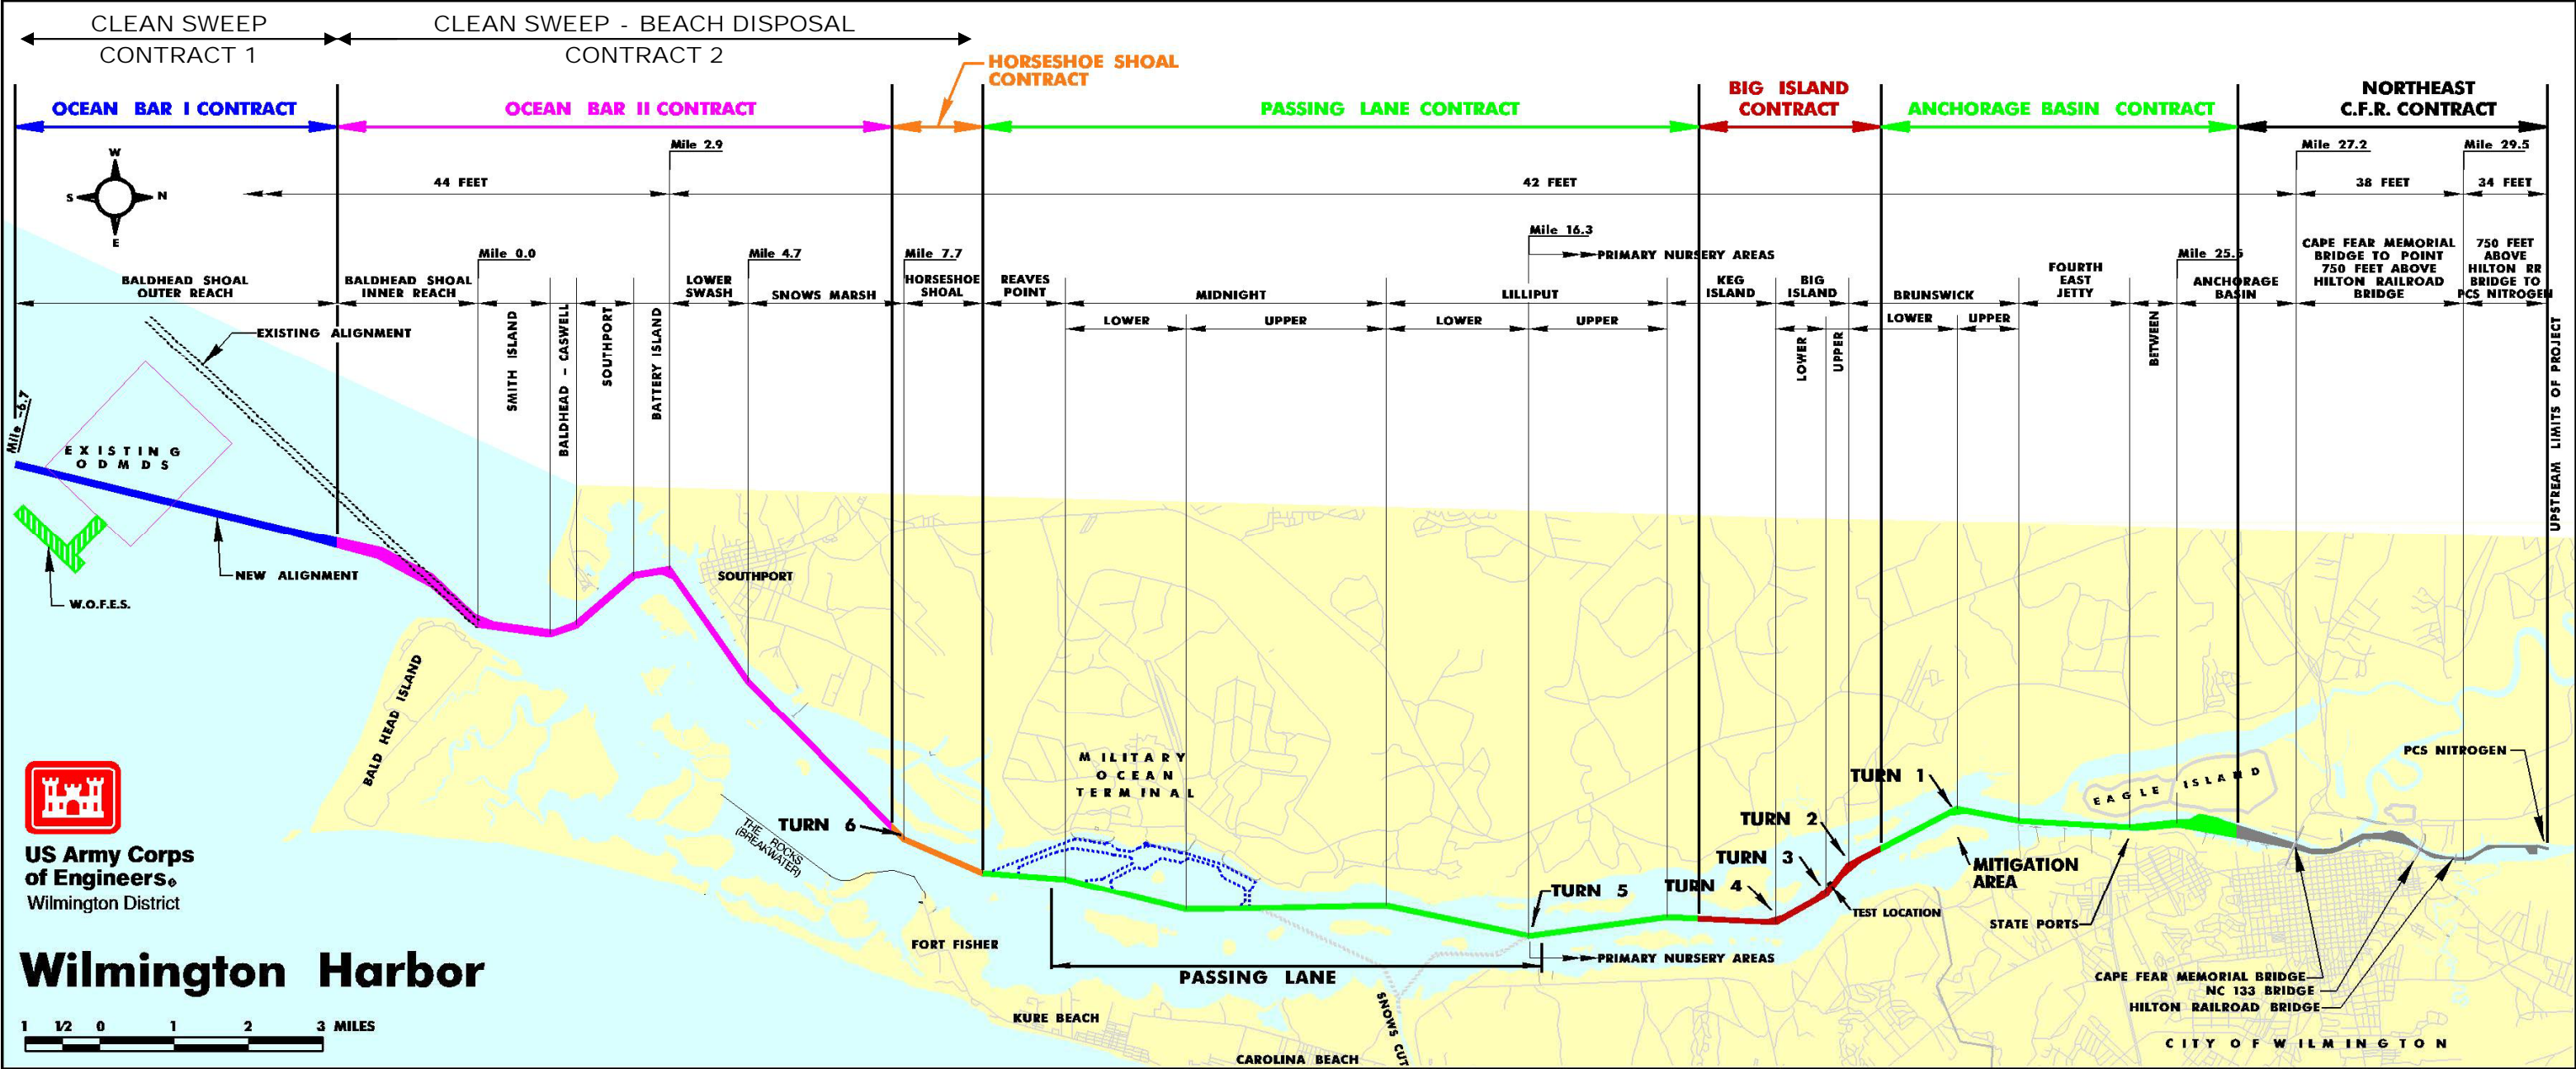 CLEAN SWEEP
CONTRACT 1
CLEAN SWEEP - BEACH DISPOSAL
CONTRACT 2
HORSESHOE SHOAL
CONTRACT
OCEAN BAR I CONTRACT
OCEAN BAR II CONTRACT
PASSING LANE CONTRACT
BIG ISLAND
CONTRACT
ANCHORAGE BASIN CONTRACT
NORTHEAST
C.F.R. CONTRACT
Mile 2.9
Mile 27.2
Mile 29.5
W
S
N
E
44 FEET
42 FEET
38 FEET
34 FEET
Mile 0.0
Mile 4.7
Mile 7.7
Mile 16.3
PRIMARY NURSERY AREAS
Mile 25.5
BALDHEAD SHOAL
OUTER REACH
BALDHEAD SHOAL
INNER REACH
LOWER
SWASH
SNOWS MARSH
HORSESHOE
SHOAL
REAVES
POINT
MIDNIGHT
LILLIPUT
KEG
ISLAND
BIG
ISLAND
BRUNSWICK
FOURTH
EAST
JETTY
ANCHORAGE
BASIN
CAPE FEAR MEMORIAL
BRIDGE TO POINT
750 FEET ABOVE
HILTON RAILROAD
BRIDGE
750 FEET
ABOVE
HILTON RR
BRIDGE TO
PCS NITROGEN
LOWER
UPPER
LOWER
UPPER
LOWER
UPPER
LOWER
UPPER
SMITH ISLAND
BALDHEAD - CASWELL
SOUTHPORT
BATTERY ISLAND
BETWEEN
UPSTREAM LIMITS OF PROJECT
EXISTING ALIGNMENT
Mile -6.7
EXISTING
ODMDS
NEW ALIGNMENT
W.O.F.E.S.
SOUTHPORT
BALD HEAD ISLAND
MILITARY
OCEAN
TERMINAL
THE ROCKS
(BREAKWATER)
TURN 6
TURN 5
TURN 4
TURN 3
TURN 2
TURN 1
TEST LOCATION
MITIGATION
AREA
EAGLE ISLAND
PCS NITROGEN
STATE PORTS
FORT FISHER
PASSING LANE
PRIMARY NURSERY AREAS
CAPE FEAR MEMORIAL BRIDGE
NC 133 BRIDGE
HILTON RAILROAD BRIDGE
KURE BEACH
SNOWS CUT
CAROLINA BEACH
CITY OF WILMINGTON
US Army Corps
of Engineers
Wilmington District
Wilmington Harbor
1 1/2 0 1 2 3 MILES